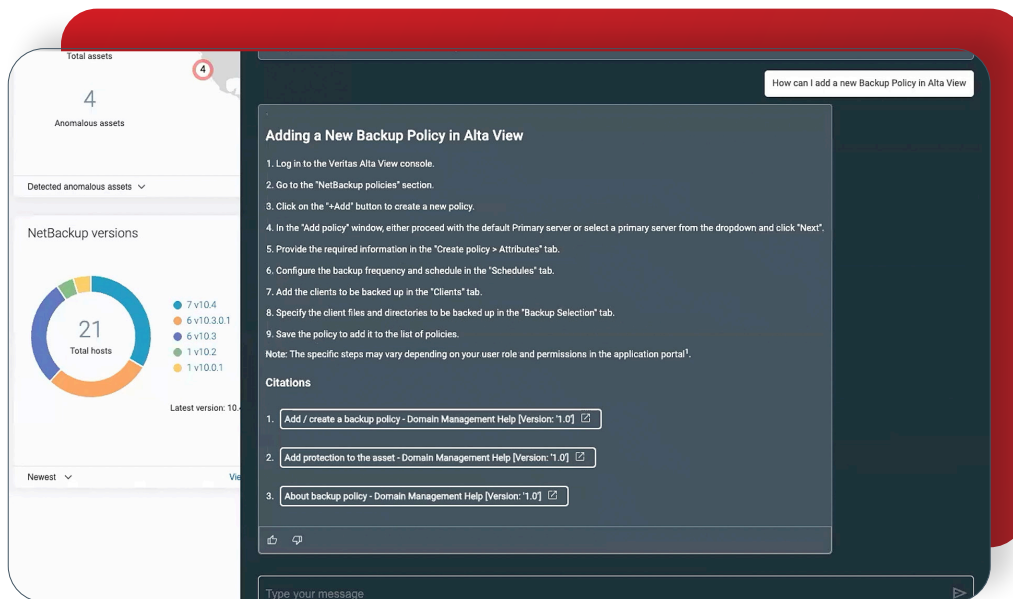 Total assets
4
4
Anomalous assets
Detected anomalous assets
NetBackup versions
21
Total hosts
7 v10.4
6 v10.3.0.1
6 v10.3
1 v10.2
1 v10.0.1
Latest version: 10.
Newest
Vie
How can I add a new Backup Policy in Alta View
Adding a New Backup Policy in Alta View
1. Log in to the Veritas Alta View console.
2. Go to the "NetBackup policies" section.
3. Click on the "+Add" button to create a new policy.
4. In the "Add policy" window, either proceed with the default Primary server or select a primary server from the dropdown and click "Next".
5. Provide the required information in the "Create policy > Attributes" tab.
6. Configure the backup frequency and schedule in the "Schedules" tab.
7. Add the clients to be backed up in the "Clients" tab.
8. Specify the client files and directories to be backed up in the "Backup Selection" tab.
9. Save the policy to add it to the list of policies.
Note: The specific steps may vary depending on your user role and permissions in the application portal¹.
Citations
1. Add / create a backup policy - Domain Management Help [Version: '1.0']
2. Add protection to the asset - Domain Management Help [Version: '1.0']
3. About backup policy - Domain Management Help [Version: '1.0']
Type your message